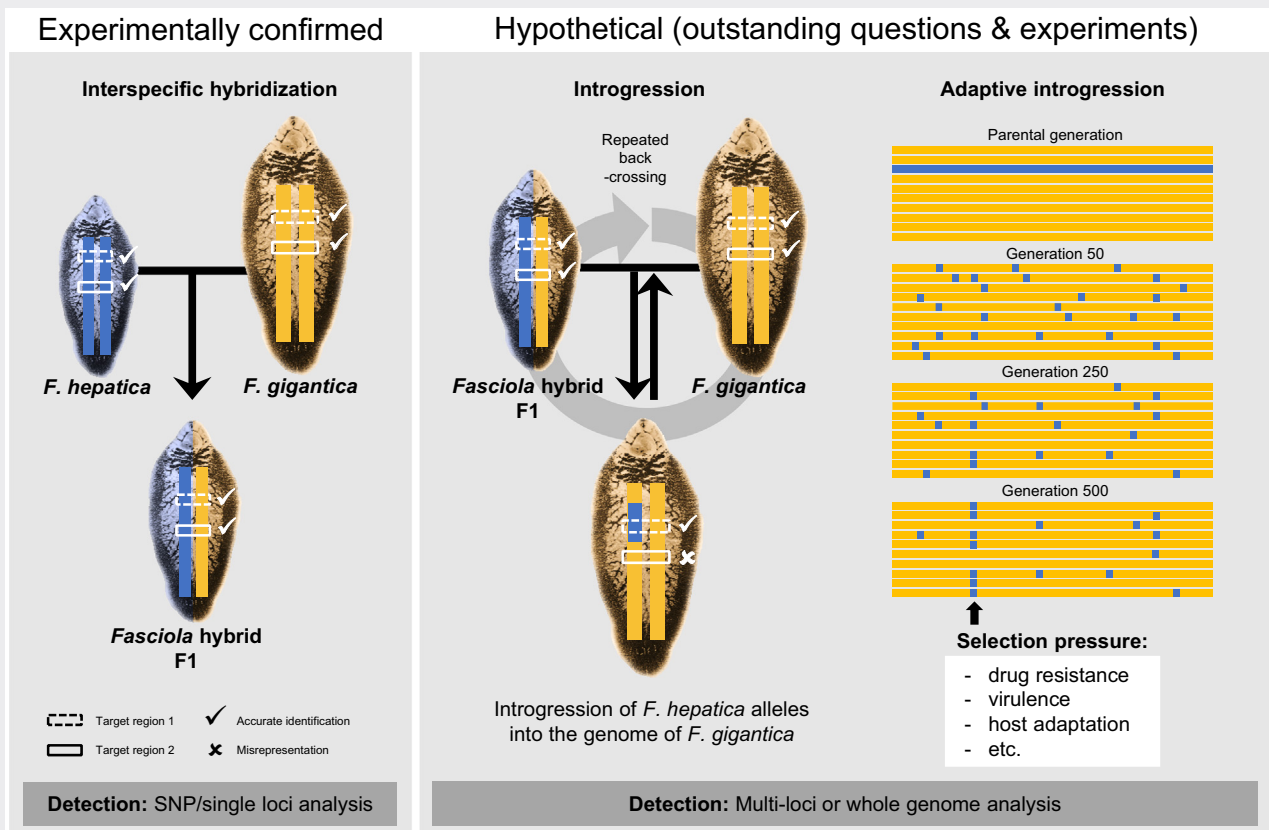 Experimentally confirmed
Interspecific hybridization
F. hepatica
F. gigantica
Fasciola hybrid
F1
Target region 1
Accurate identification
Target region 2
Misrepresentation
Detection: SNP/single loci analysis
Hypothetical (outstanding questions & experiments)
Introgression
Repeated
back
-crossing
Fasciola hybrid
F1
F. gigantica
Introgression of F. hepatica alleles
into the genome of F. gigantica
Adaptive introgression
Parental generation
Generation 50
Generation 250
Generation 500
Selection pressure:
- drug resistance
- virulence
- host adaptation
- etc.
Detection: Multi-loci or whole genome analysis